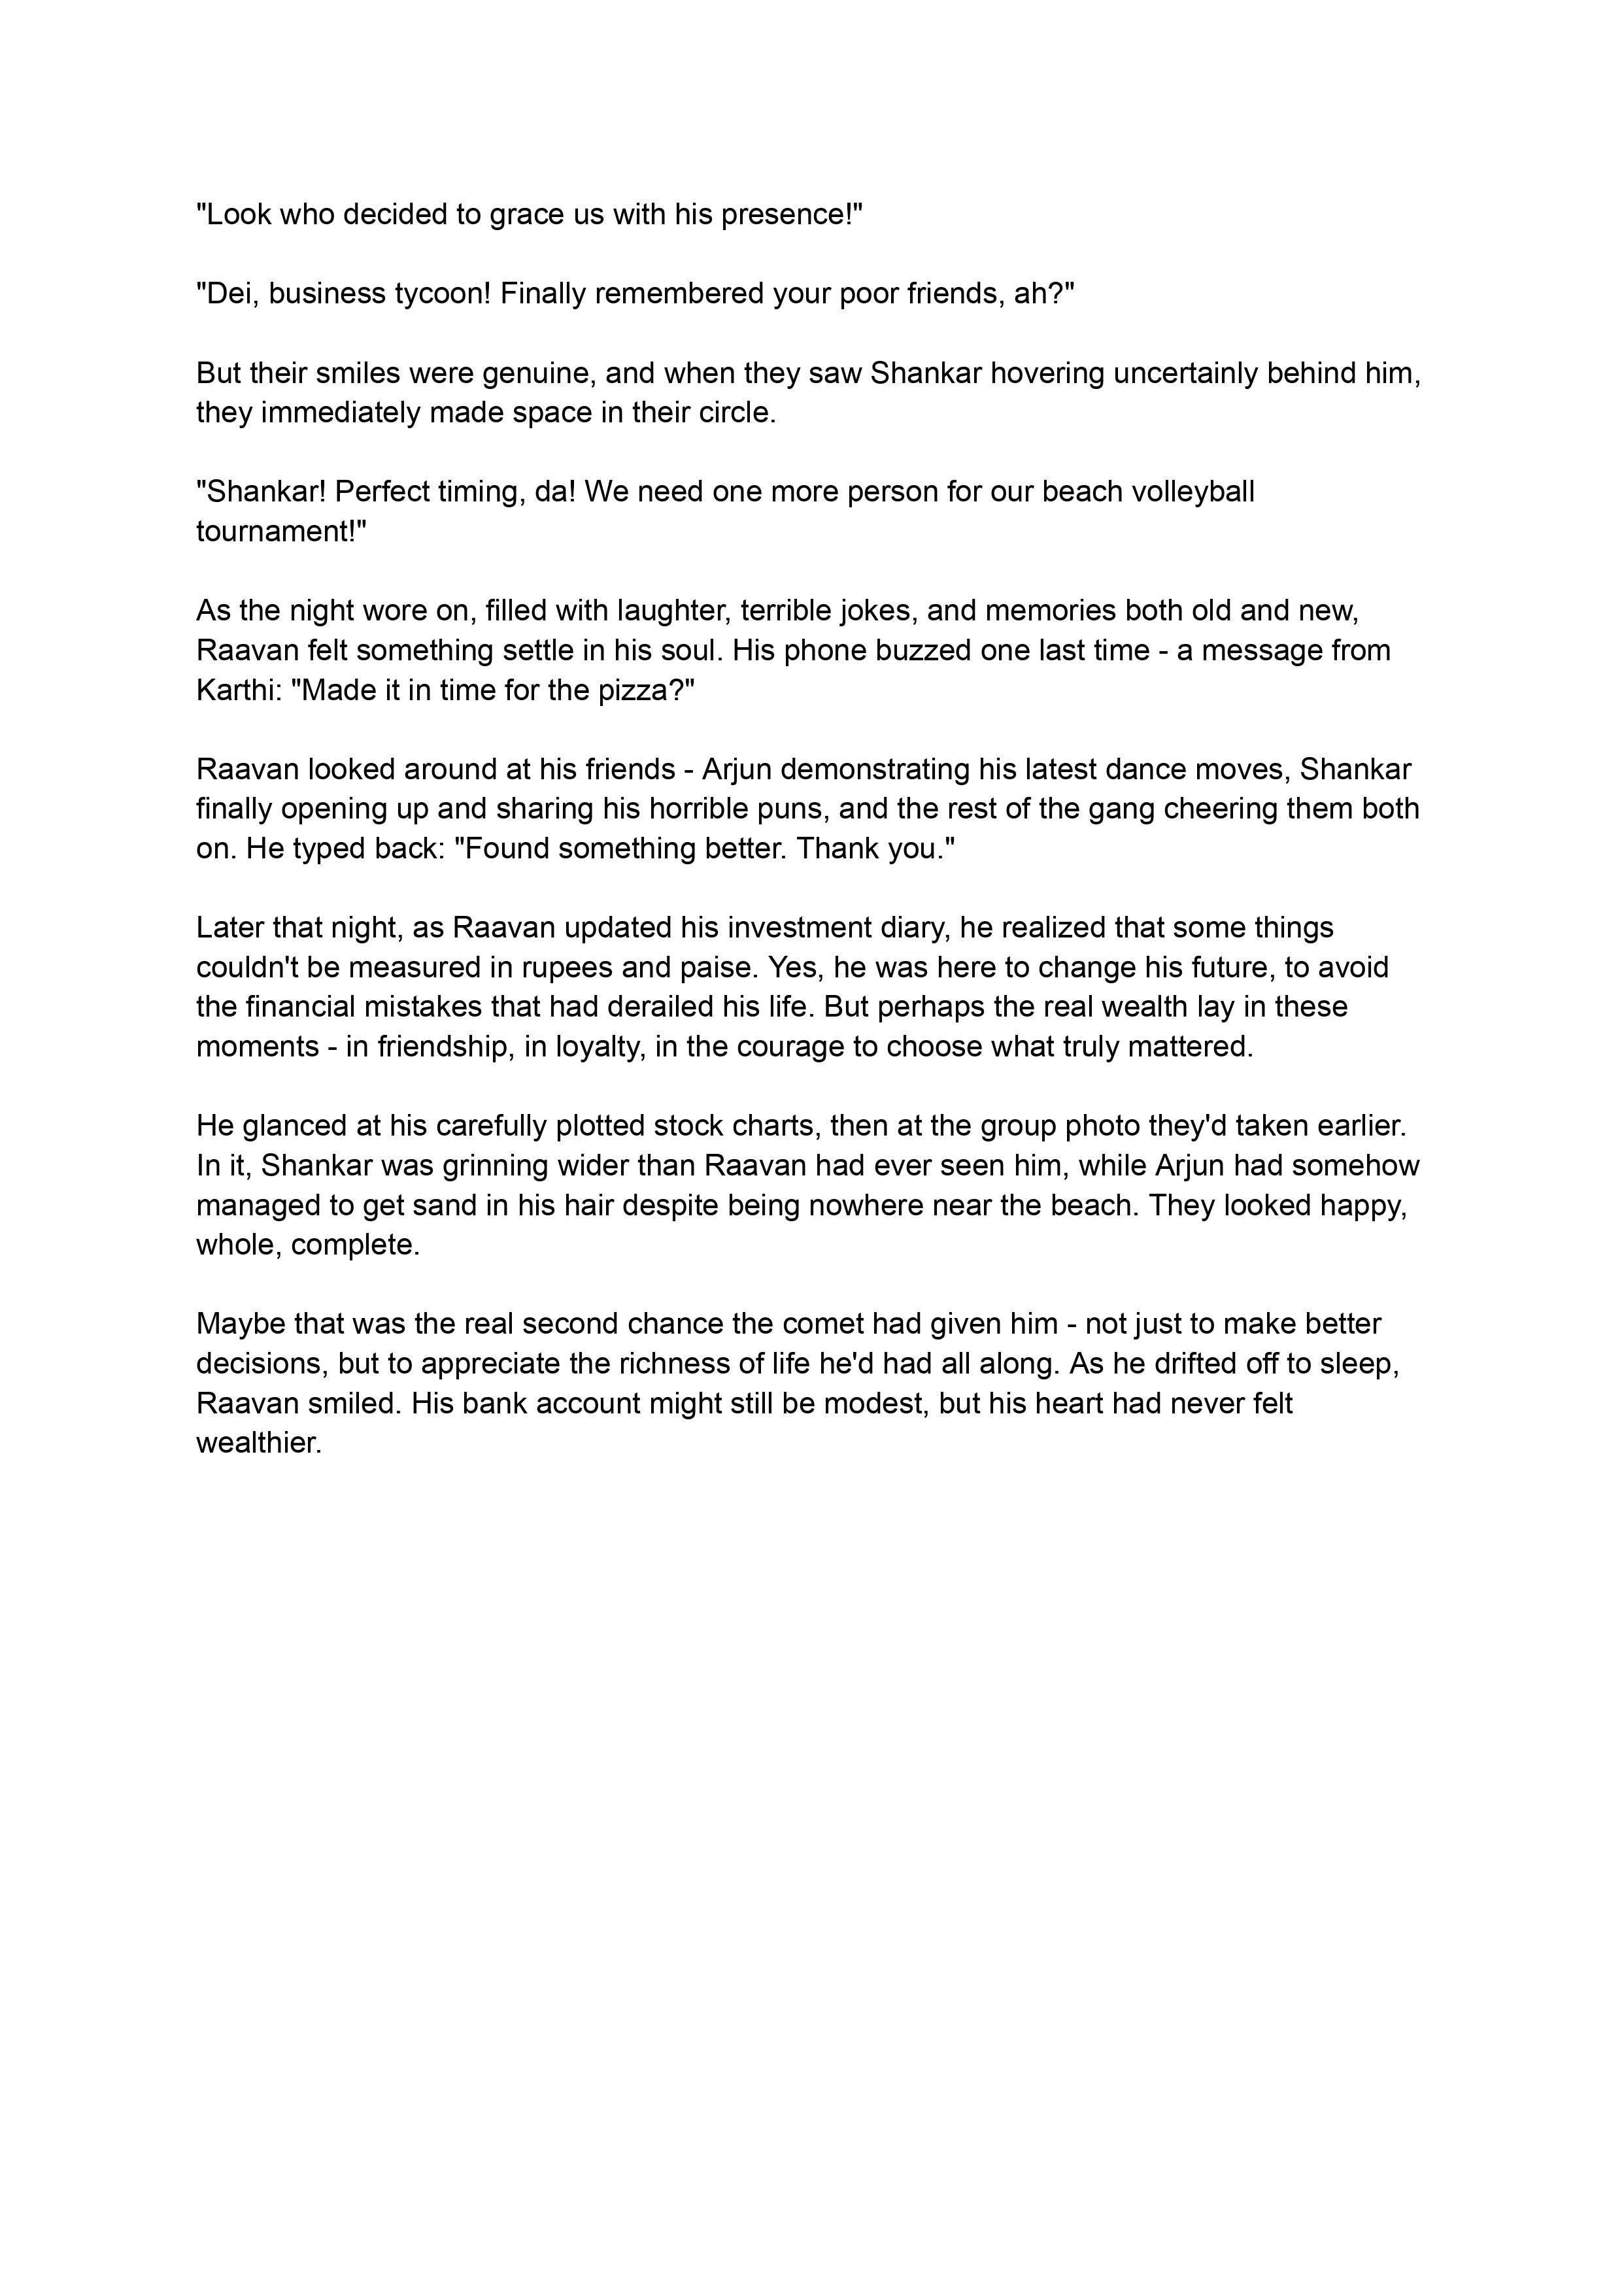 "Look who decided to grace us with his presence!"
"Dei, business tycoon! Finally remembered your poor friends, ah?"
But their smiles were genuine, and when they saw Shankar hovering uncertainly behind him,
they immediately made space in their circle.
"Shankar! Perfect timing, da! We need one more person for our beach volleyball
tournament!"
As the night wore on, filled with laughter, terrible jokes, and memories both old and new,
Raavan felt something settle in his soul. His phone buzzed one last time - a message from
Karthi: "Made it in time for the pizza?"
Raavan looked around at his friends - Arjun demonstrating his latest dance moves, Shankar
finally opening up and sharing his horrible puns, and the rest of the gang cheering them both
on. He typed back: "Found something better. Thank you."
Later that night, as Raavan updated his investment diary, he realized that some things
couldn't be measured in rupees and paise. Yes, he was here to change his future, to avoid
the financial mistakes that had derailed his life. But perhaps the real wealth lay in these
moments - in friendship, in loyalty, in the courage to choose what truly mattered.
He glanced at his carefully plotted stock charts, then at the group photo they'd taken earlier.
In it, Shankar was grinning wider than Raavan had ever seen him, while Arjun had somehow
managed to get sand in his hair despite being nowhere near the beach. They looked happy,
whole, complete.
Maybe that was the real second chance the comet had given him - not just to make better
decisions, but to appreciate the richness of life he'd had all along. As he drifted off to sleep,
Raavan smiled. His bank account might still be modest, but his heart had never felt
wealthier.